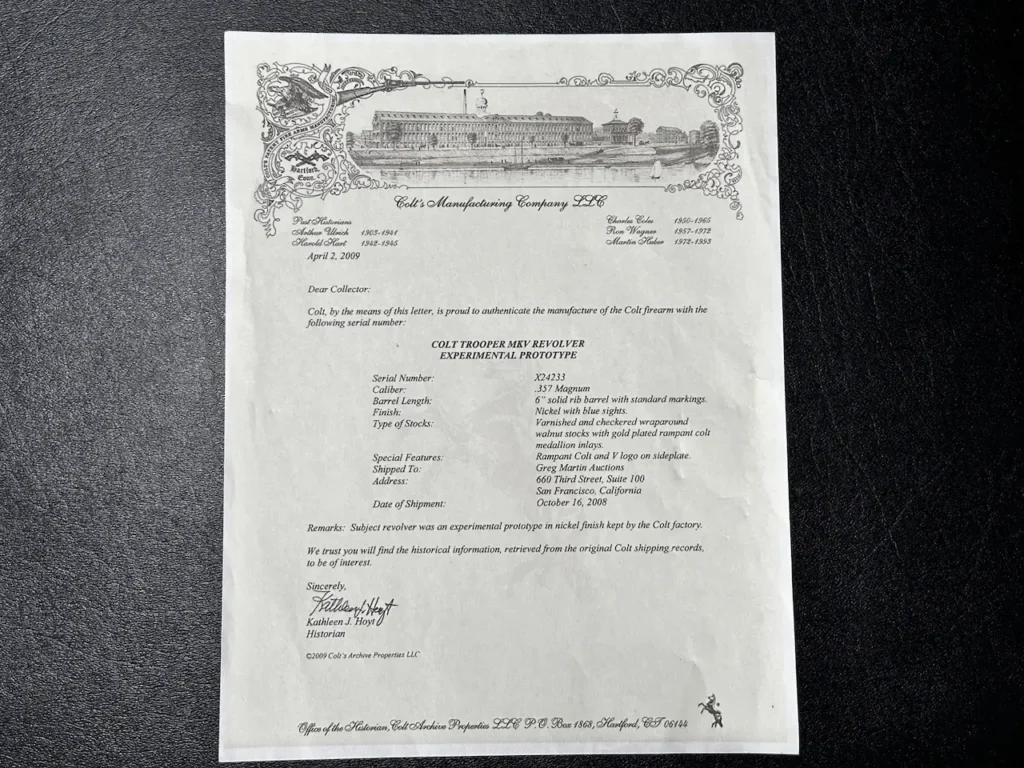 Hartford,
Conn.
Colt's Manufacturing Company LLC
Past Historians
Arthur Ulrich 1903-1941
Harold Hart 1942-1945
Charles Coles 1950-1965
Ron Wagner 1957-1972
Martin Huber 1972-1993
April 2, 2009
Dear Collector:
Colt, by the means of this letter, is proud to authenticate the manufacture of the Colt firearm with the
following serial number:
COLT TROOPER MKV REVOLVER
EXPERIMENTAL PROTOTYPE
Serial Number: X24233
Caliber: .357 Magnum
Barrel Length: 6" solid rib barrel with standard markings.
Finish: Nickel with blue sights.
Type of Stocks: Varnished and checkered wraparound
walnut stocks with gold plated rampant colt
medallion inlays.
Special Features: Rampant Colt and V logo on sideplate.
Shipped To: Greg Martin Auctions
Address: 660 Third Street, Suite 100
San Francisco, California
Date of Shipment: October 16, 2008
Remarks: Subject revolver was an experimental prototype in nickel finish kept by the Colt factory.
We trust you will find the historical information, retrieved from the original Colt shipping records,
to be of interest.
Sincerely,
Kathleen J. Hoyt
Kathleen J. Hoyt
Historian
©2009 Colt's Archive Properties LLC
Office of the Historian, Colt Archive Properties LLC P.O. Box 1868, Hartford, CT 06144